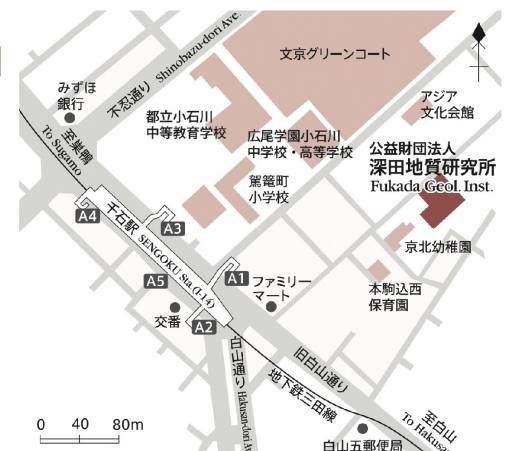 不忍通り Shinobazu-dori Ave.
文京グリーンコート
みずほ
銀行
アジア
文化会館
都立小石川
中等教育学校
広尾学園小石川
中学校・高等学校
公益財団法人
深田地質研究所
Fukada Geol. Inst.
至巣鴨
To Sugamo
駕籠町
小学校
A4
A3
千石駅 SENGOKU Sta (I-14)
京北幼稚園
A1
A5
ファミリー
マート
本駒込西
保育園
交番
A2
白山通り Hakusan-dori Av
旧白山通り
地下鉄三田線
至白山
To Hakusa
0 40 80m
白山五郵便局